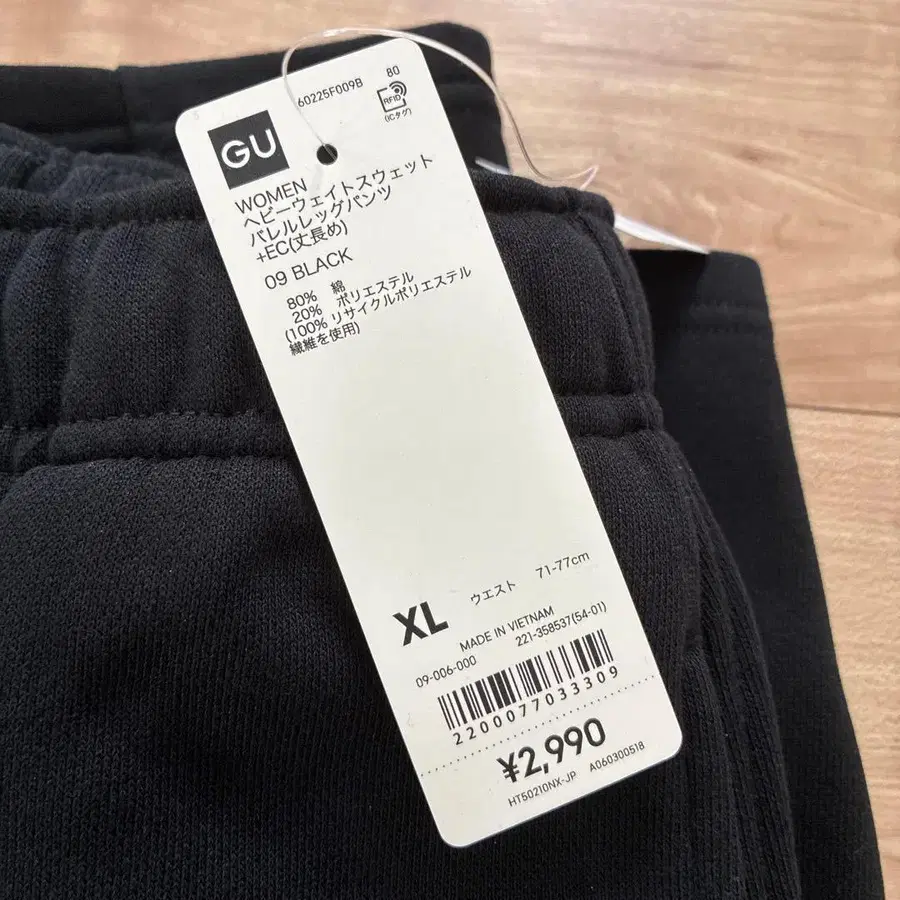 60225F009B 80
RFID
(ICタグ)
GU
WOMEN
ヘビーウェイトスウェット
バレルレッグパンツ
+EC(丈長め)
09 BLACK
80% 綿
20% ポリエステル
(100% リサイクルポリエステル
繊維を使用)
XL ウエスト 71-77cm
MADE IN VIETNAM
09-006-000 221-358537(54-01)
2200077033309
¥2,990
HT50210NX-JP A060300518